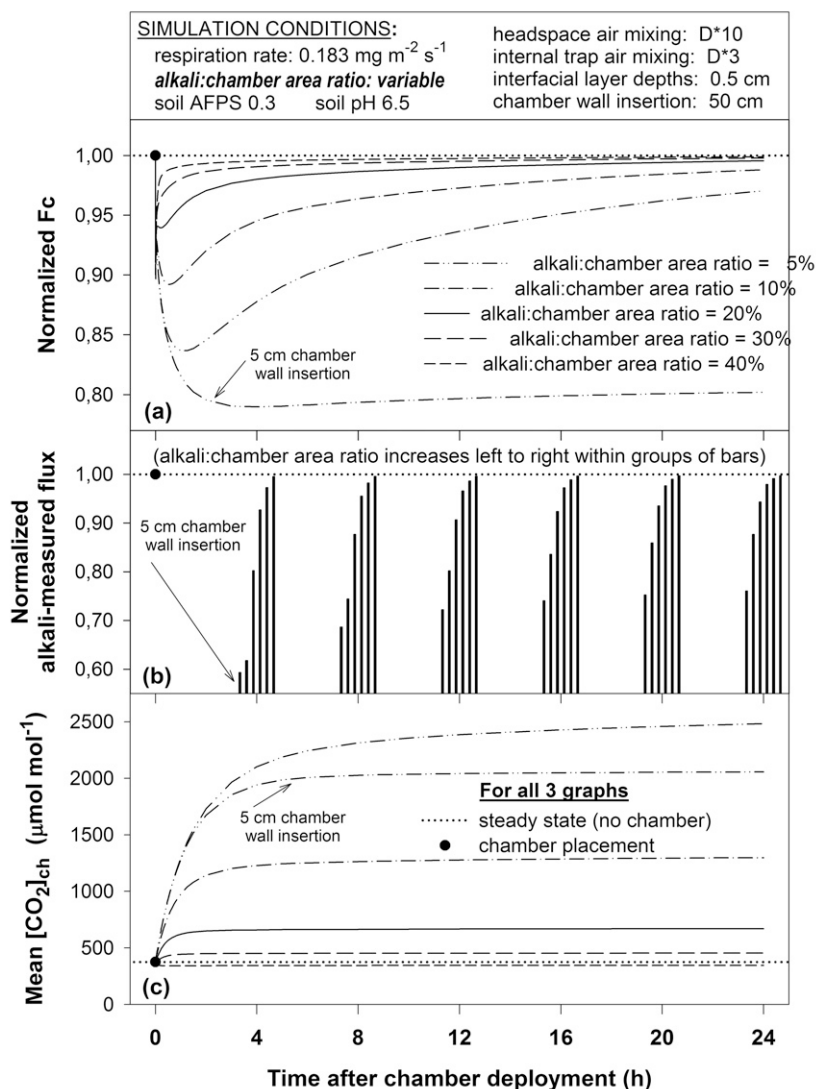 SIMULATION CONDITIONS:
respiration rate: 0.183 mg m⁻² s⁻¹
alkali:chamber area ratio: variable
soil AFPS 0.3 soil pH 6.5
headspace air mixing: D*10
internal trap air mixing: D*3
interfacial layer depths: 0.5 cm
chamber wall insertion: 50 cm
Normalized Fc
1,00
0,95
0,90
0,85
0,80
alkali:chamber area ratio = 5%
alkali:chamber area ratio = 10%
alkali:chamber area ratio = 20%
alkali:chamber area ratio = 30%
alkali:chamber area ratio = 40%
5 cm chamber
wall insertion
(a)
Normalized
alkali-measured flux
(alkali:chamber area ratio increases left to right within groups of bars)
1,00
0,90
0,80
0,70
0,60
5 cm chamber
wall insertion
(b)
Mean [CO₂]ch (μmol mol⁻¹)
2500
2000
1500
1000
500
0
5 cm chamber
wall insertion
For all 3 graphs
steady state (no chamber)
chamber placement
(c)
0 4 8 12 16 20 24
Time after chamber deployment (h)